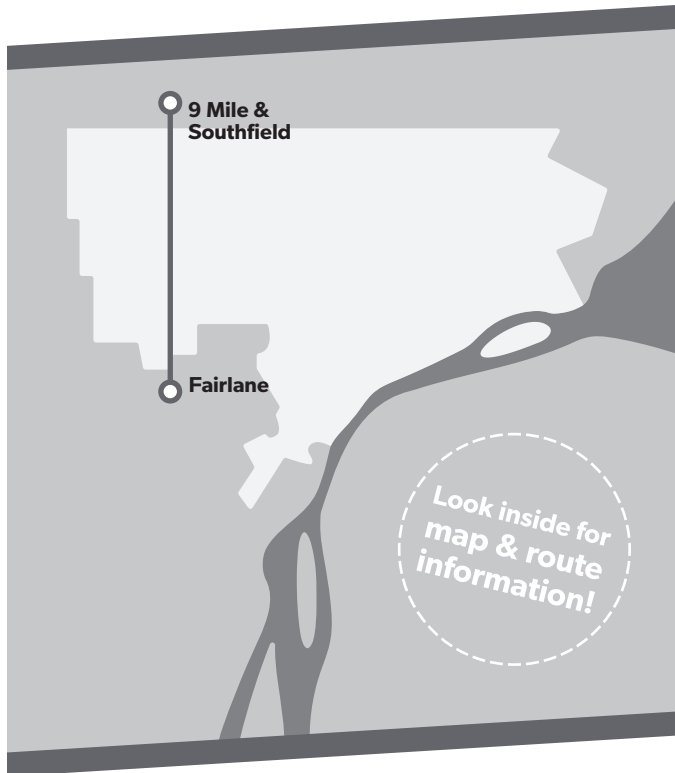 9 Mile &
Southfield
Fairlane
Look inside for
map & route
information!